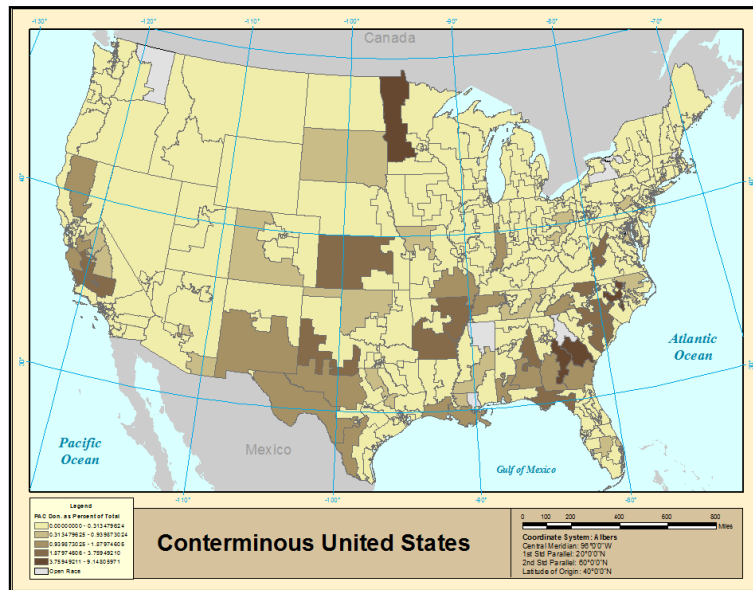 -130° -120° -110° -100° -90° -80° -70°
Canada
40° 40°
Atlantic
Ocean
30° 30°
Pacific
Ocean
Mexico
Gulf of Mexico
-110° -100° -90° -80°
Legend
PAC Don. as Percent of Total
0.00000000 - 0.313479624
0.313479625 - 0.939873024
0.939873025 - 1.87974605
1.87974606 - 3.75949210
3.75949211 - 9.14805971
Open Race
Conterminous United States
0 100 200 400 600 800
Miles
Coordinate System: Albers
Central Meridian: 96°0'0"W
1st Std Parallel: 20°0'0"N
2nd Std Parallel: 60°0'0"N
Latitude of Origin: 40°0'0"N